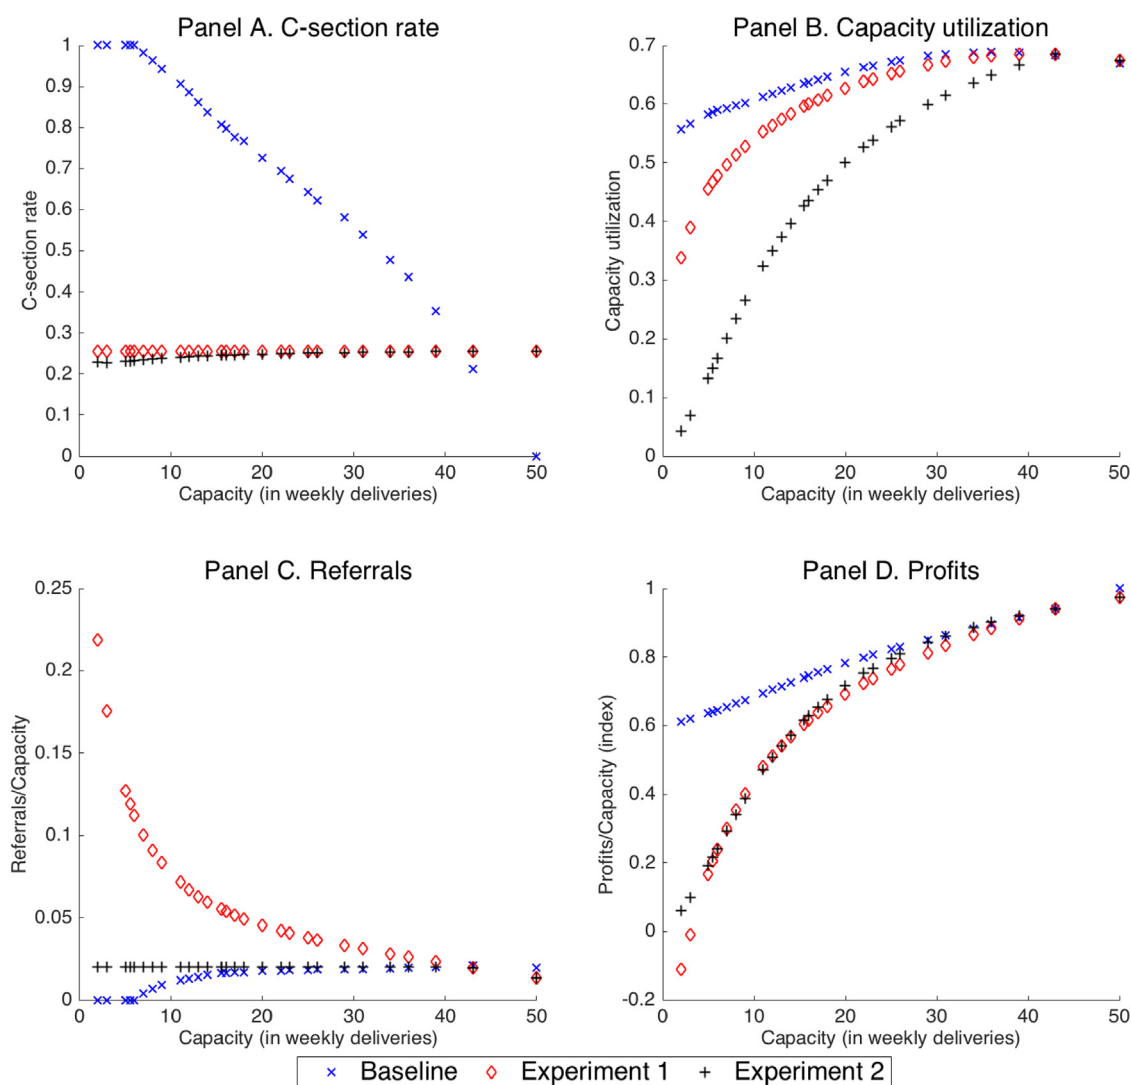 Panel A. C-section rate
1
0.9
0.8
0.7
0.6
0.5
0.4
0.3
0.2
0.1
0
C-section rate
0 10 20 30 40 50
Capacity (in weekly deliveries)
Panel B. Capacity utilization
0.7
0.6
0.5
0.4
0.3
0.2
0.1
0
Capacity utilization
0 10 20 30 40 50
Capacity (in weekly deliveries)
Panel C. Referrals
0.25
0.2
0.15
0.1
0.05
0
Referrals/Capacity
0 10 20 30 40 50
Capacity (in weekly deliveries)
Panel D. Profits
1
0.8
0.6
0.4
0.2
0
-0.2
Profits/Capacity (index)
0 10 20 30 40 50
Capacity (in weekly deliveries)
Baseline Experiment 1 Experiment 2